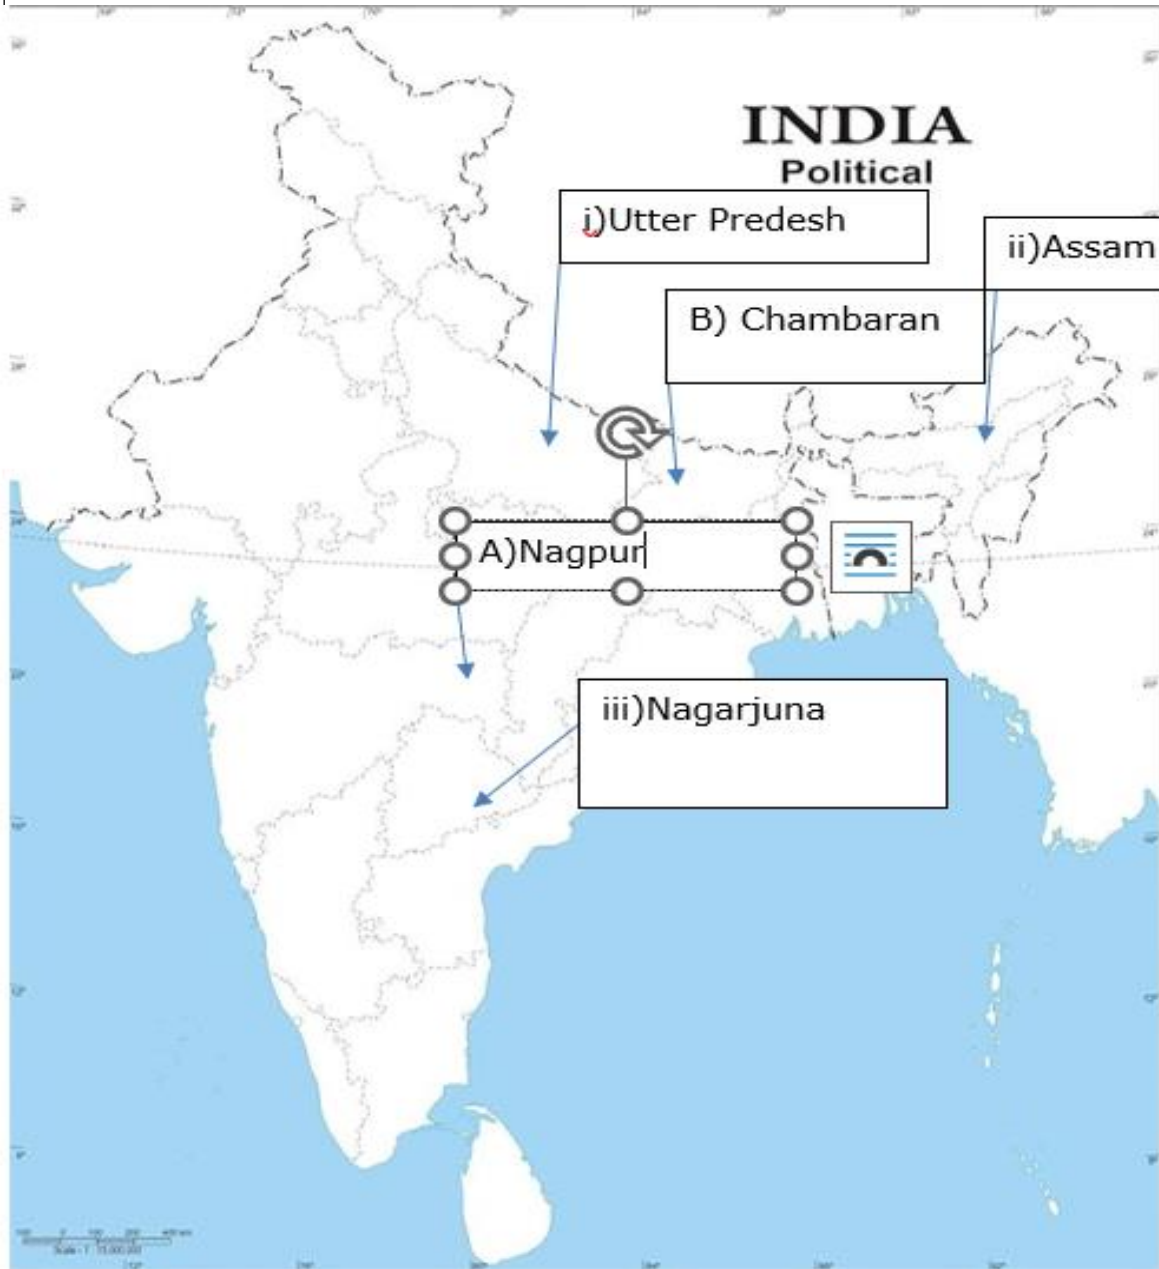 INDIA
Political
i)Utter Predesh
ii)Assam
B) Chambaran
A)Nagpur
iii)Nagarjuna